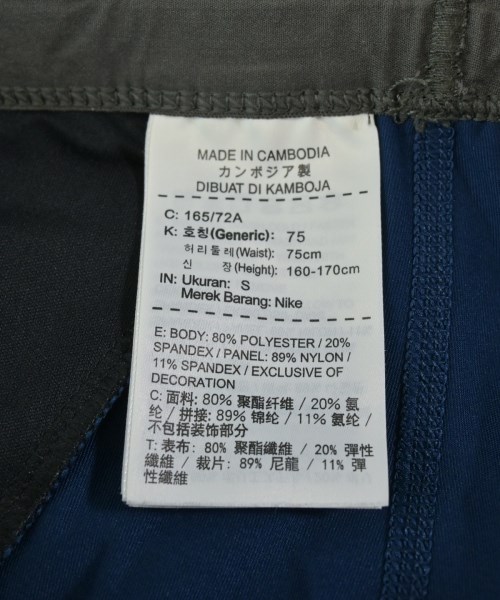 MADE IN CAMBODIA
カンボジア製
DIBUAT DI KAMBOJA
C: 165/72A
K: 호칭(Generic): 75
허리둘레(Waist): 75cm
신 장(Height): 160-170cm
IN: Ukuran: S
Merek Barang: Nike
E: BODY: 80% POLYESTER / 20%
SPANDEX / PANEL: 89% NYLON /
11% SPANDEX / EXCLUSIVE OF
DECORATION
C: 面料: 80% 聚酯纤维 / 20% 氨
纶 / 拼接: 89% 锦纶 / 11% 氨纶 /
不包括装饰部分
T: 表布: 80% 聚酯纖維 / 20% 彈性
纖維 / 裁片: 89% 尼龍 / 11% 彈
性纖維